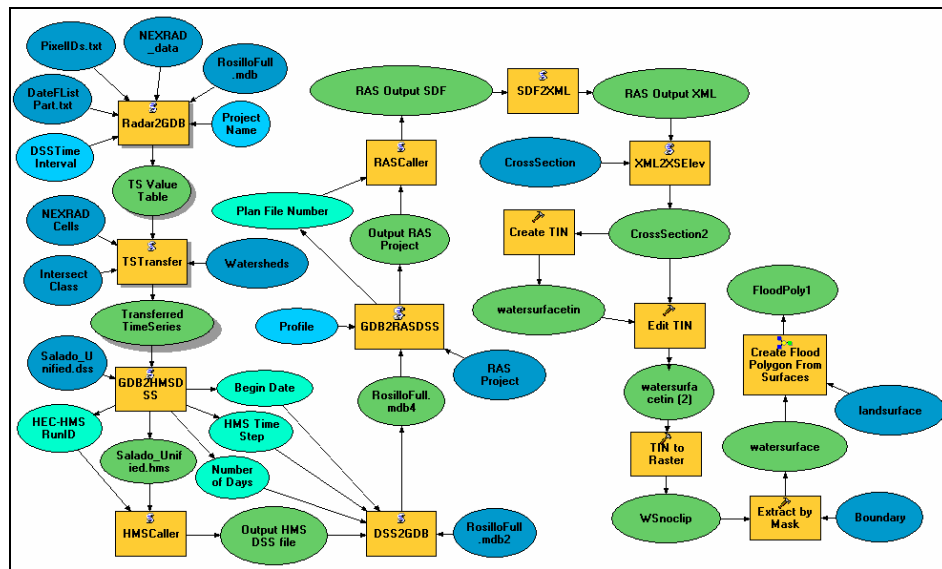 PixelIDs.txt
NEXRAD
_data
RosilloFull
.mdb
DateFList
Part.txt
Radar2GDB
Project
Name
DSSTime
Interval
TS Value
Table
NEXRAD
Cells
Intersect
Class
TSTransfer
Watersheds
Transferred
TimeSeries
Salado_U
nified.dss
GDB2HMSD
SS
Begin Date
HEC-HMS
RunID
HMS Time
Step
Salado_Unif
ied.hms
Number
of Days
HMSCaller
Output HMS
DSS file
DSS2GDB
RosilloFull
.mdb2
RosilloFull.
mdb4
Profile
GDB2RASDSS
RAS
Project
Output RAS
Project
Plan File Number
RASCaller
RAS Output SDF
SDF2XML
RAS Output XML
CrossSection
XML2XSElev
CrossSection2
Create TIN
watersurfacetin
Edit TIN
watersurfa
cetin (2)
TIN to
Raster
WSnoclip
Extract by
Mask
Boundary
watersurface
landsurface
Create Flood
Polygon From
Surfaces
FloodPoly1